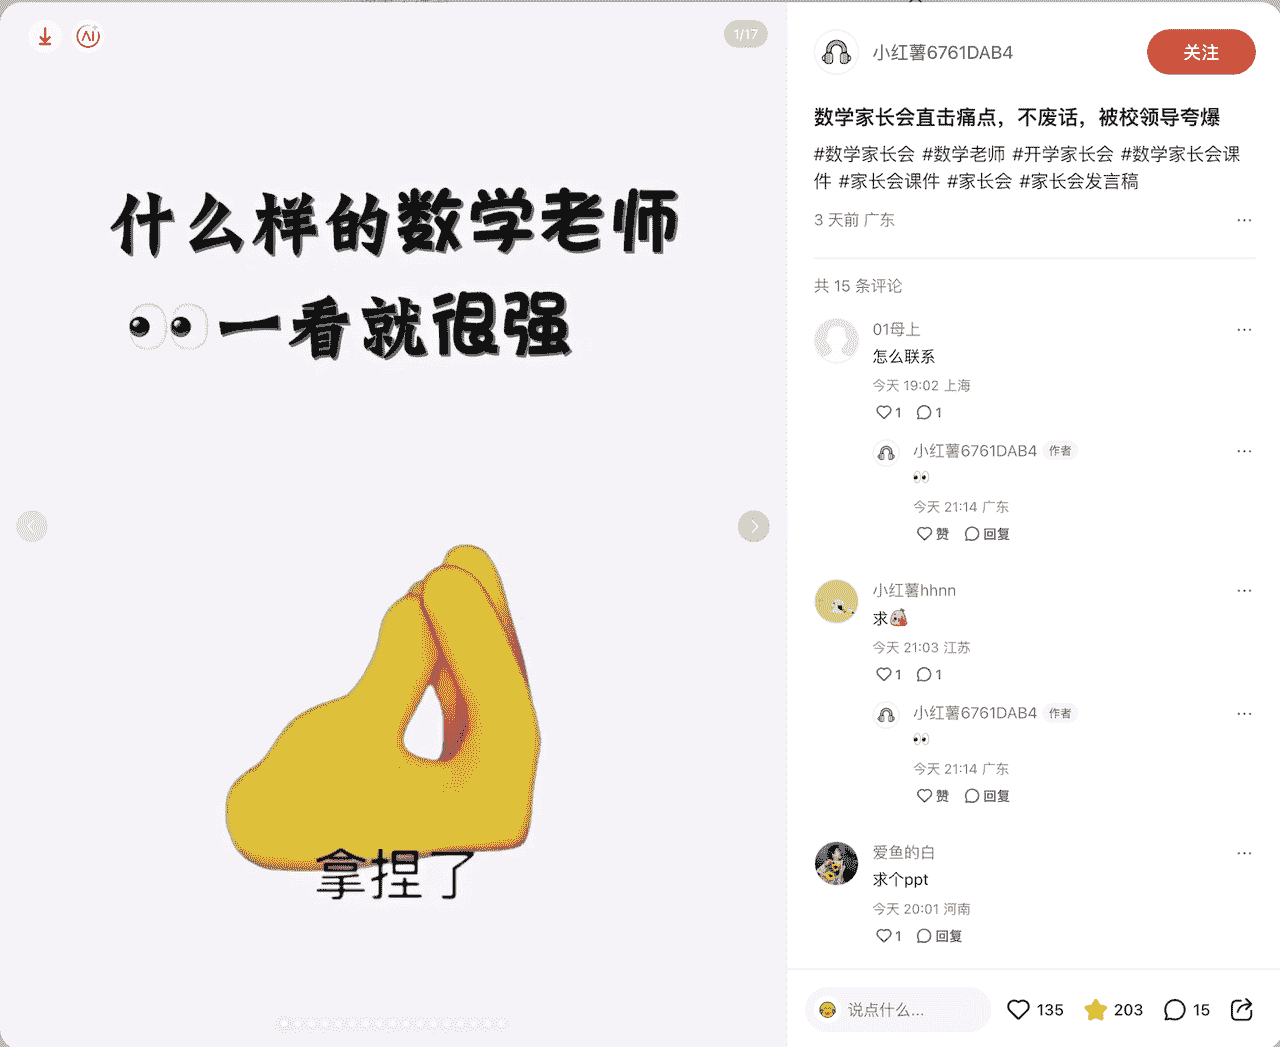 1/17
什么样的数学老师
👀一看就很强
拿捏了
小红薯6761DAB4
关注
数学家长会直击痛点，不废话，被校领导夸爆
#数学家长会 #数学老师 #开学家长会 #数学家长会课
件 #家长会课件 #家长会 #家长会发言稿
3 天前 广东
共 15 条评论
01母上
怎么联系
今天 19:02 上海
1 1
小红薯6761DAB4 作者
👀
今天 21:14 广东
赞 回复
小红薯hhnn
求
今天 21:03 江苏
1 1
小红薯6761DAB4 作者
👀
今天 21:14 广东
赞 回复
爱鱼的白
求个ppt
今天 20:01 河南
1 回复
说点什么... 135 203 15